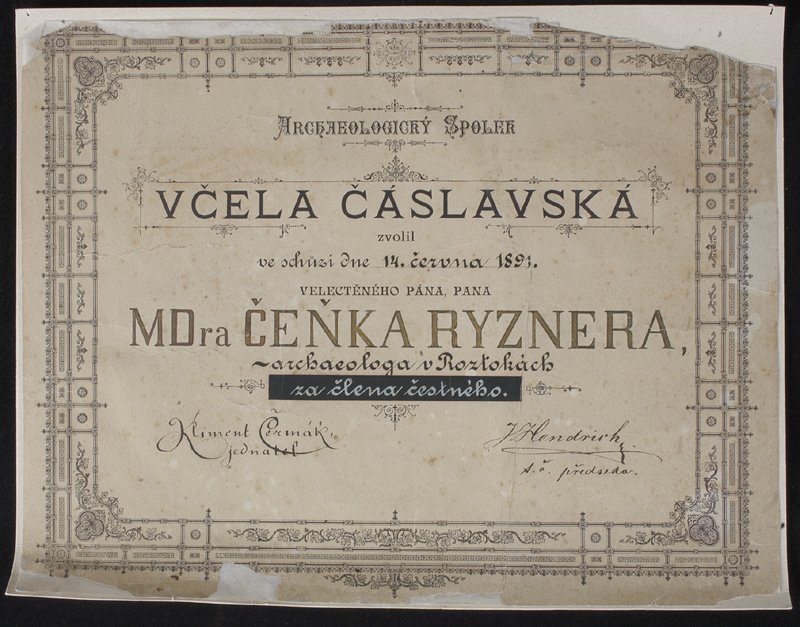 Archaeologický Spolek
VČELA ČÁSLAVSKÁ
zvolil
ve schůzi dne 14. června 1891.
VELECTĚNÉHO PÁNA, PANA
MDra ČEŇKA RYZNERA,
archaeologa v Roztokách
za člena čestného.
Kliment Čermák,
jednatel
J. Hendrich
t. č. předseda.